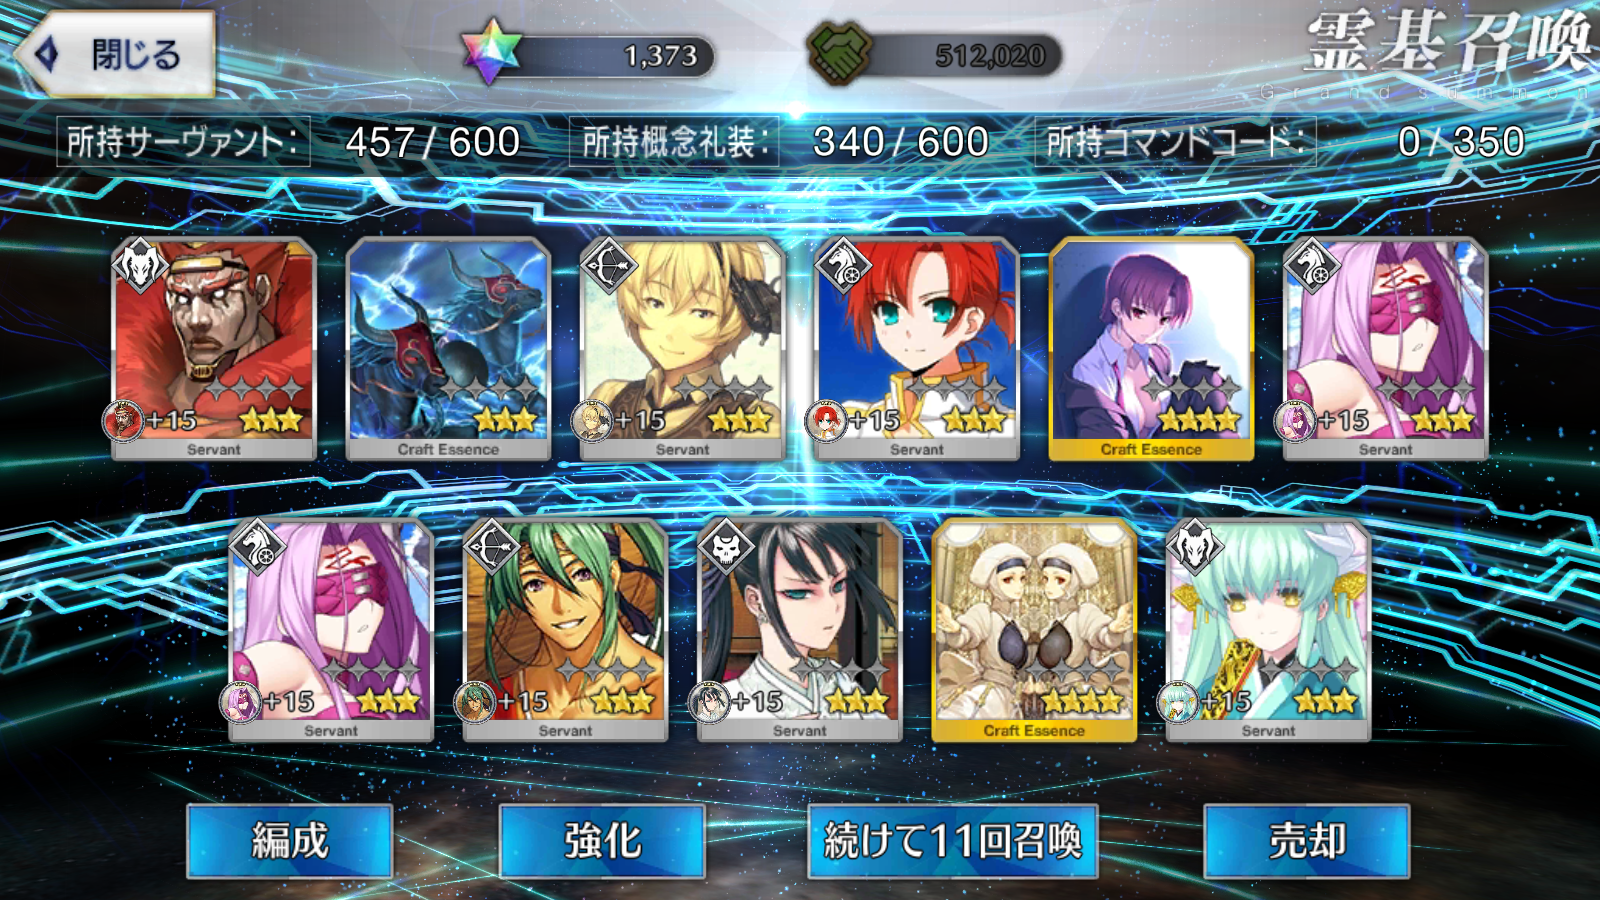 閉じる
1,373
512,020
霊基召喚
Grand summon
所持サーヴァント: 457 / 600
所持概念礼装: 340 / 600
所持コマンドコード: 0 / 350
+15
+15
+15
+15
Servant
Craft Essence
Servant
Servant
Craft Essence
Servant
+15
+15
+15
+15
Servant
Servant
Servant
Craft Essence
Servant
編成
強化
続けて11回召喚
売却